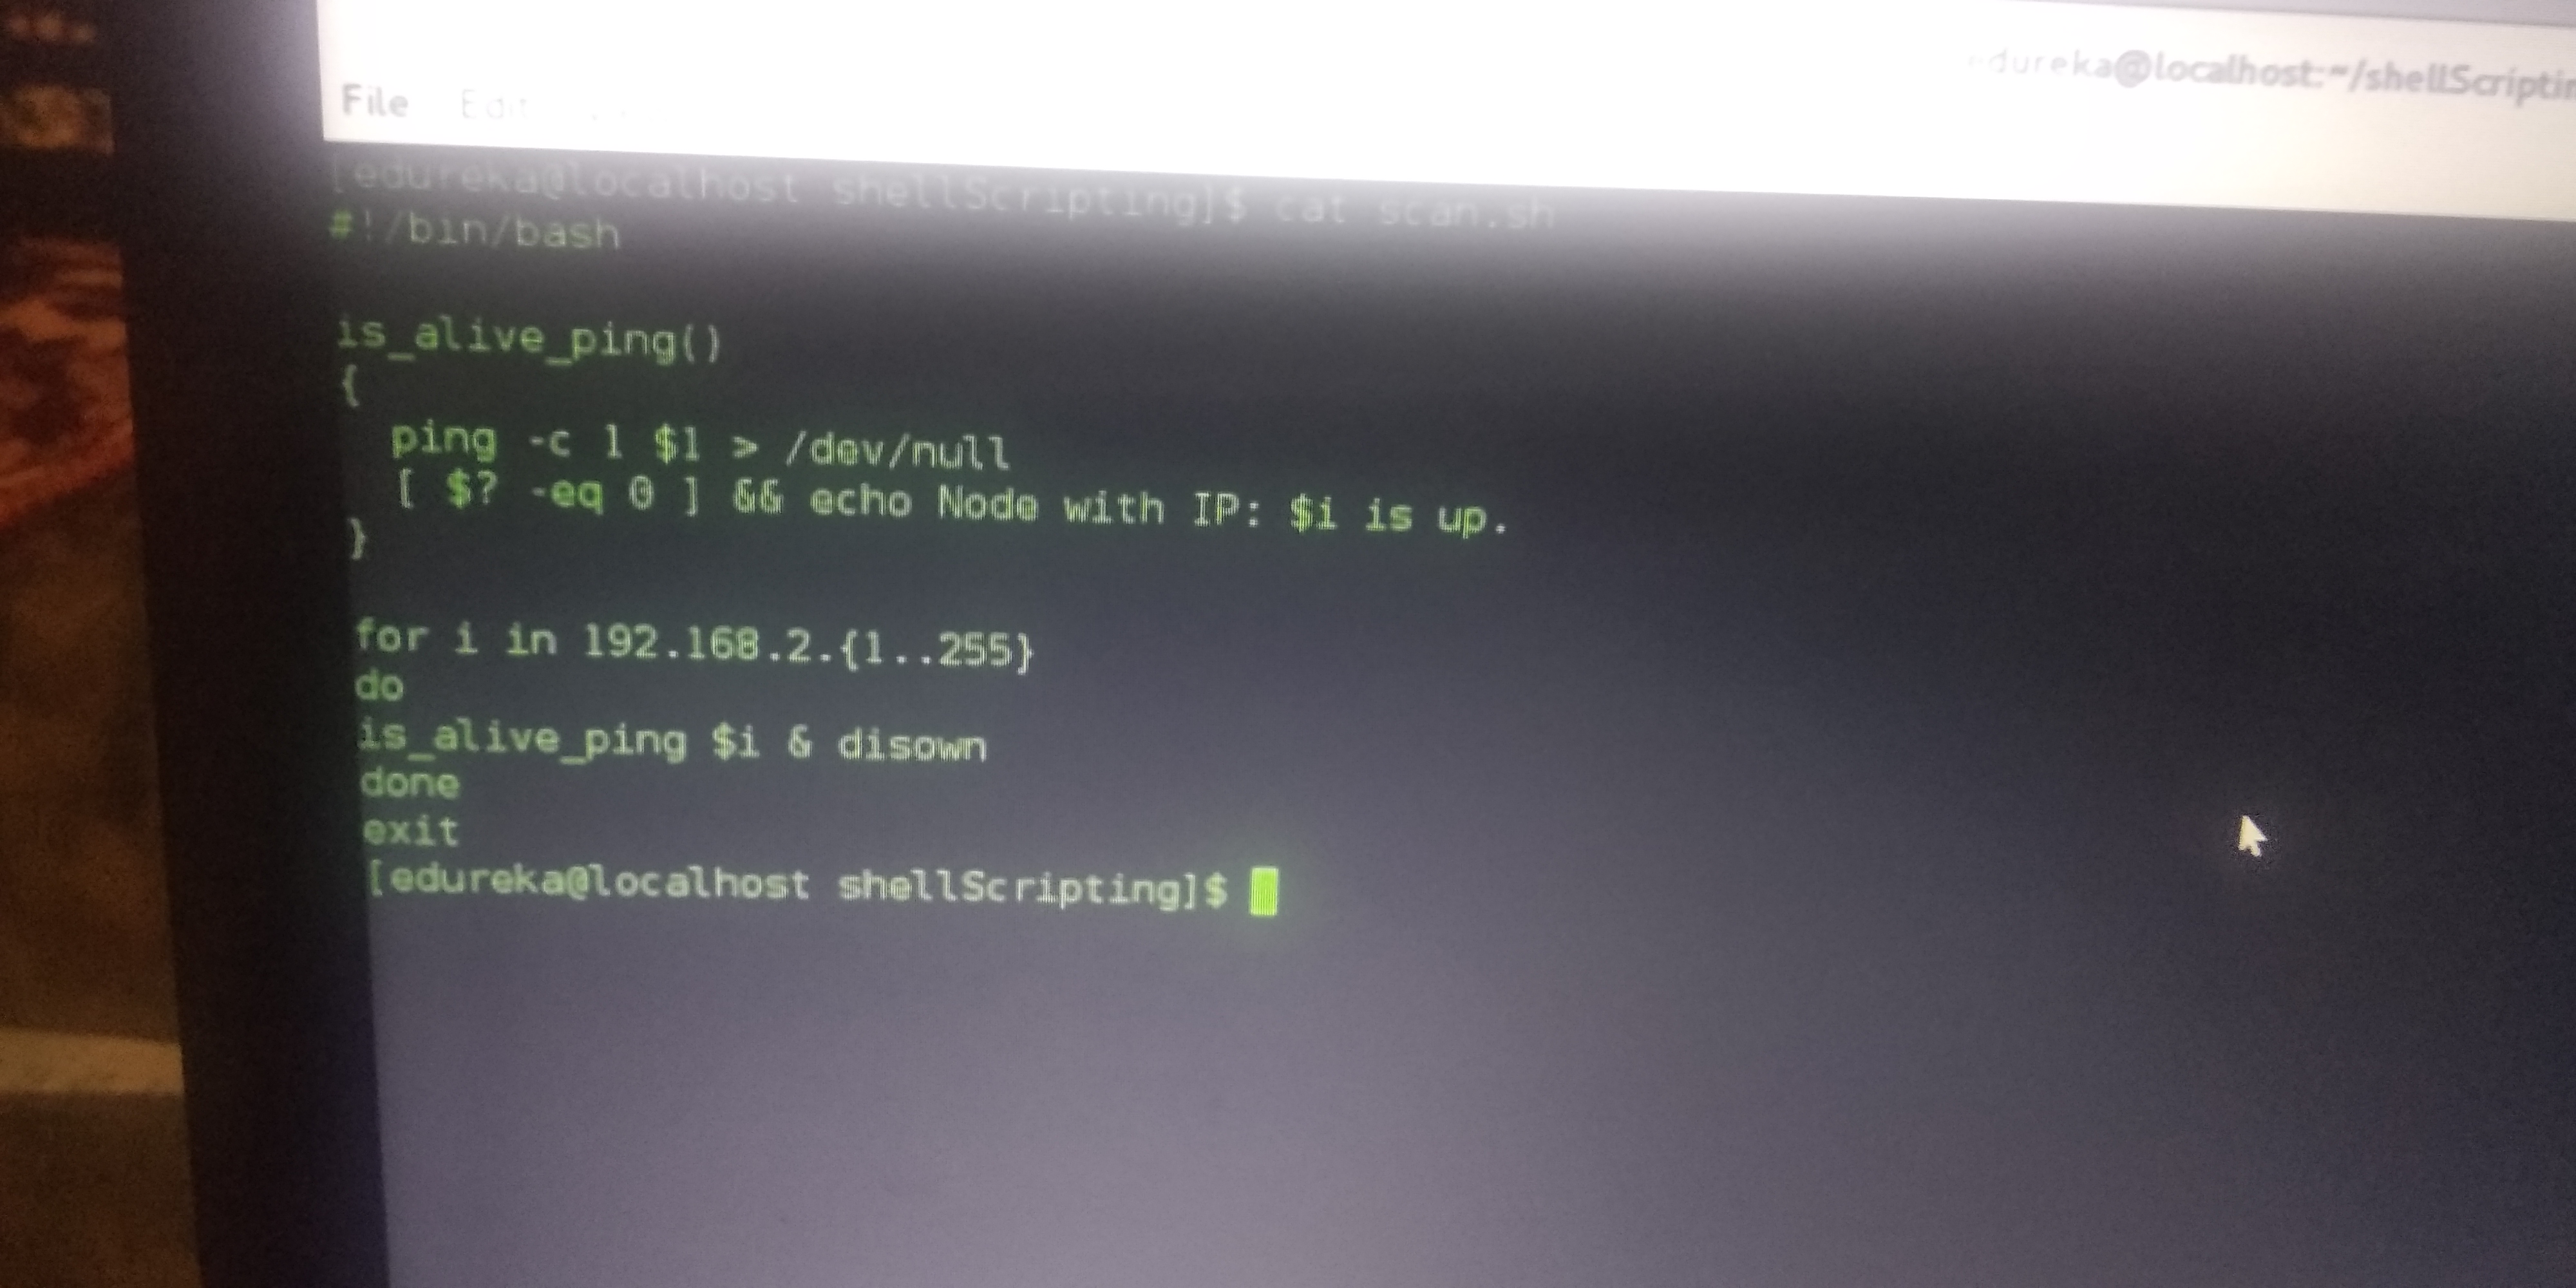 edureka@localhost:~/shellScriptin
File Edit
[edureka@localhost shellScripting]$ cat scan.sh
#!/bin/bash
is_alive_ping()
{
ping -c 1 $1 > /dev/null
[ $? -eq 0 ] && echo Node with IP: $i is up.
}
for i in 192.168.2.{1..255}
do
is_alive_ping $i & disown
done
exit
[edureka@localhost shellScripting]$